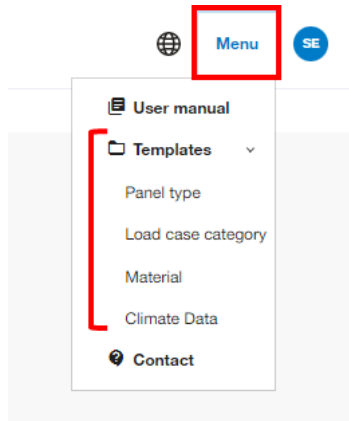 Menu
SE
User manual
Templates
Panel type
Load case category
Material
Climate Data
Contact